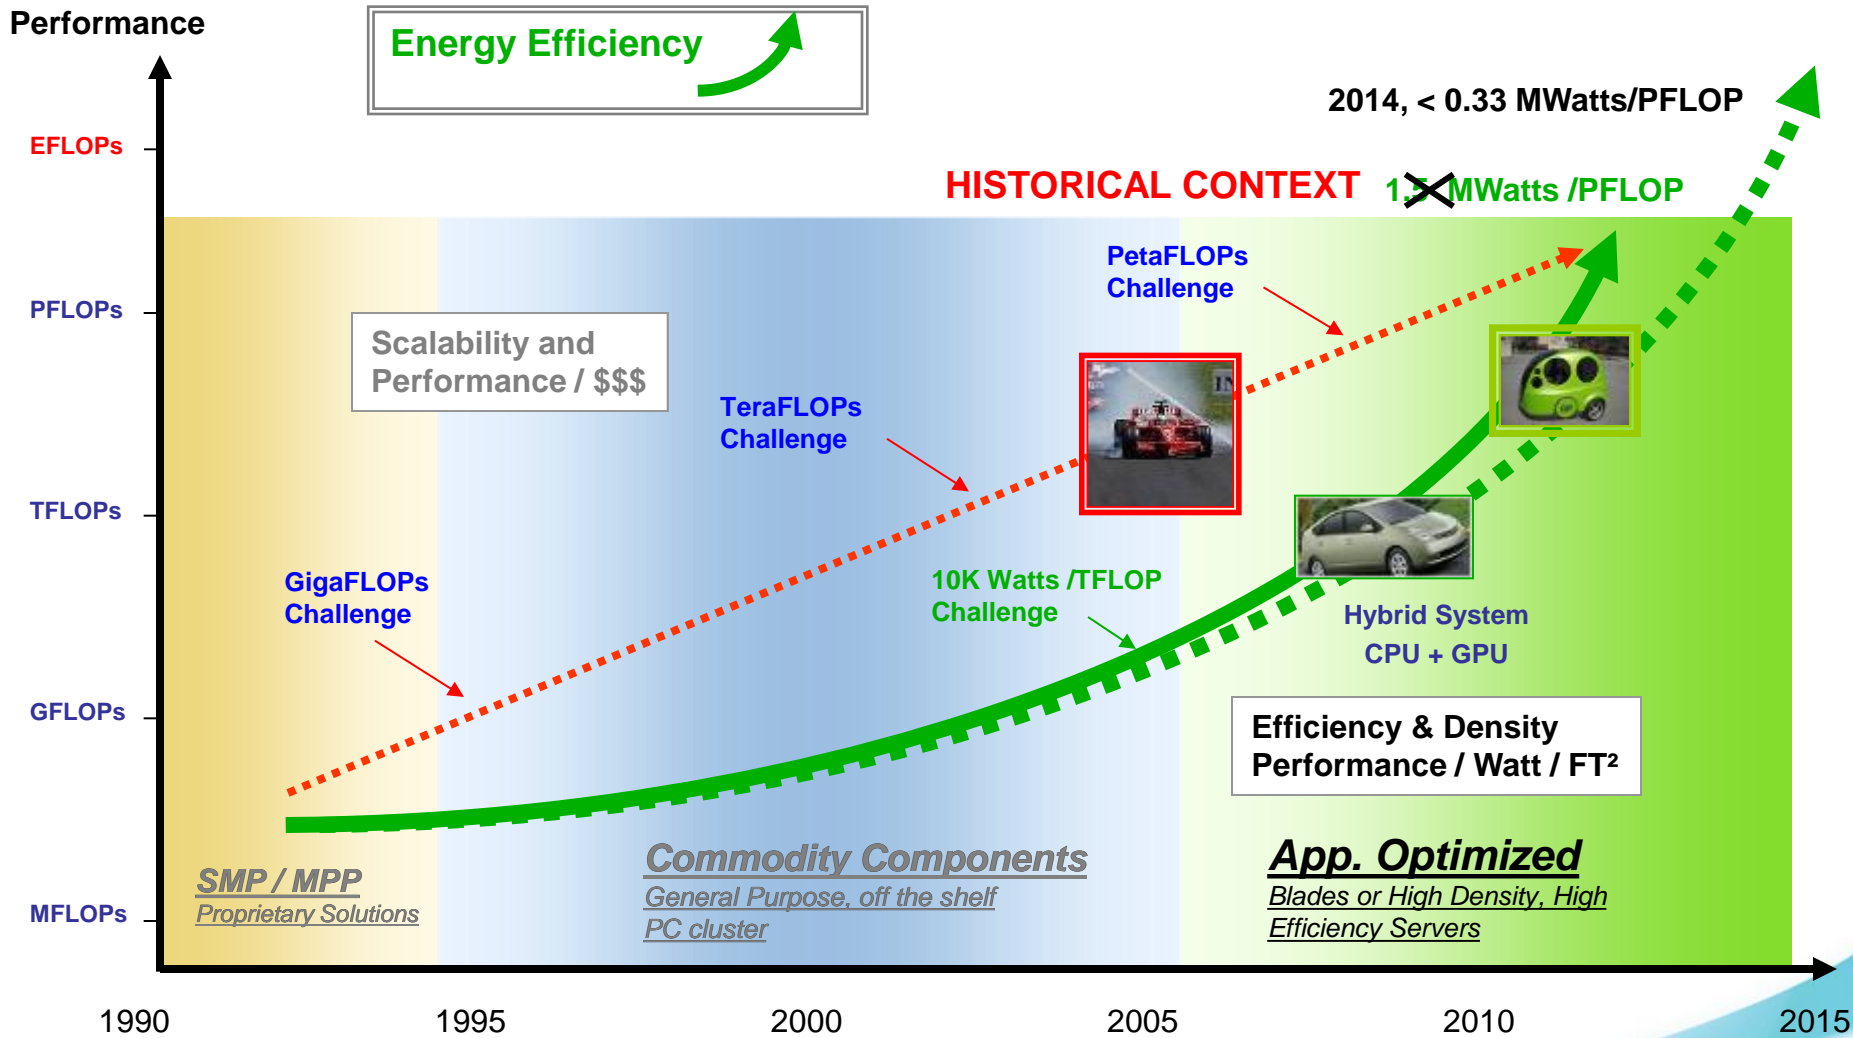 Performance
Energy Efficiency
2014, < 0.33 MWatts/PFLOP
EFLOPs
HISTORICAL CONTEXT
1.5 MWatts /PFLOP
PetaFLOPs
Challenge
PFLOPs
Scalability and
Performance / $$$
TeraFLOPs
Challenge
TFLOPs
GigaFLOPs
Challenge
10K Watts /TFLOP
Challenge
Hybrid System
CPU + GPU
GFLOPs
Efficiency & Density
Performance / Watt / FT²
SMP / MPP
Proprietary Solutions
Commodity Components
General Purpose, off the shelf
PC cluster
App. Optimized
Blades or High Density, High
Efficiency Servers
MFLOPs
1990
1995
2000
2005
2010
2015